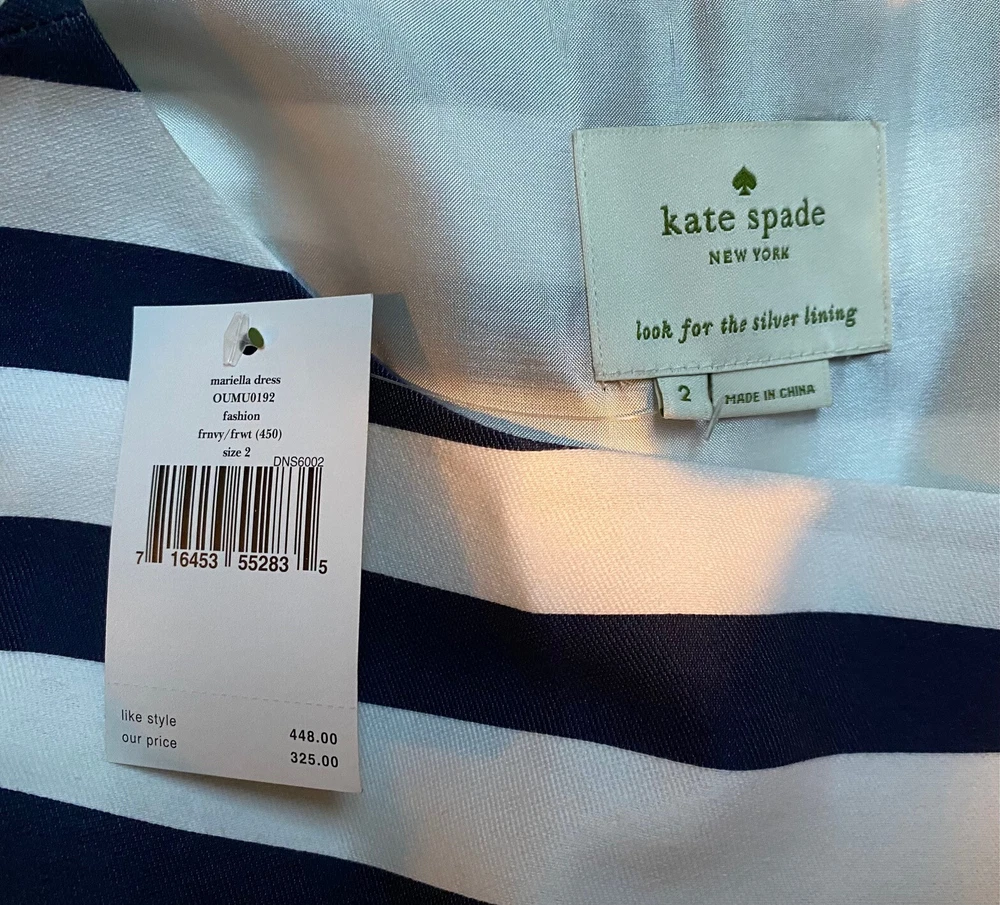 kate spade
NEW YORK
look for the silver lining
2
MADE IN CHINA
mariella dress
OUMU0192
fashion
frnvy/frwt (450)
size 2
DNS6002
7 16453 55283 5
like style 448.00
our price 325.00